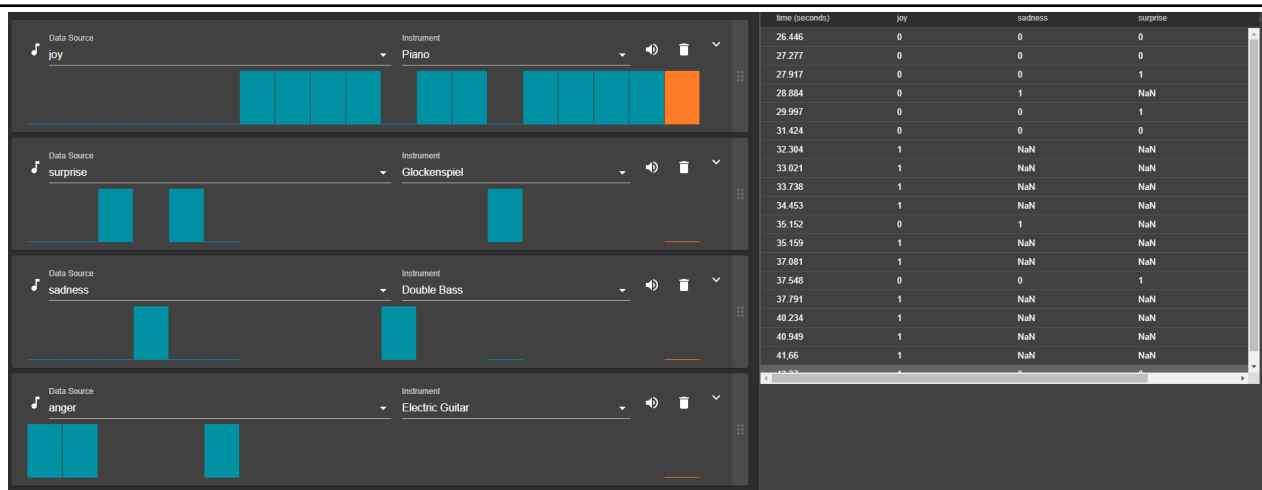 Data Source
Instrument
joy
Piano
Data Source
Instrument
surprise
Glockenspiel
Data Source
Instrument
sadness
Double Bass
Data Source
Instrument
anger
Electric Guitar
time (seconds) joy sadness surprise
26.446 0 0 0
27.277 0 0 0
27.917 0 0 1
28.884 0 1 NaN
29.997 0 0 1
31.424 0 0 0
32.304 1 NaN NaN
33.021 1 NaN NaN
33.738 1 NaN NaN
34.453 1 NaN NaN
35.152 0 1 NaN
35.159 1 NaN NaN
37.081 1 NaN NaN
37.548 0 0 1
37.791 1 NaN NaN
40.234 1 NaN NaN
40.949 1 NaN NaN
41,66 1 NaN NaN